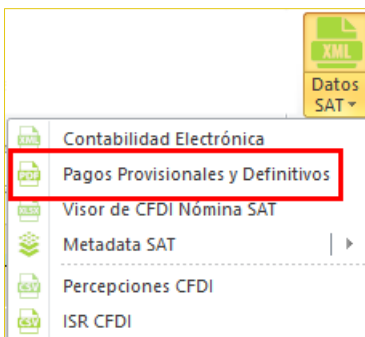 XML
Datos
SAT
XML
Contabilidad Electrónica
PDF
Pagos Provisionales y Definitivos
XLSX
Visor de CFDI Nómina SAT
Metadata SAT
CSV
Percepciones CFDI
CSV
ISR CFDI